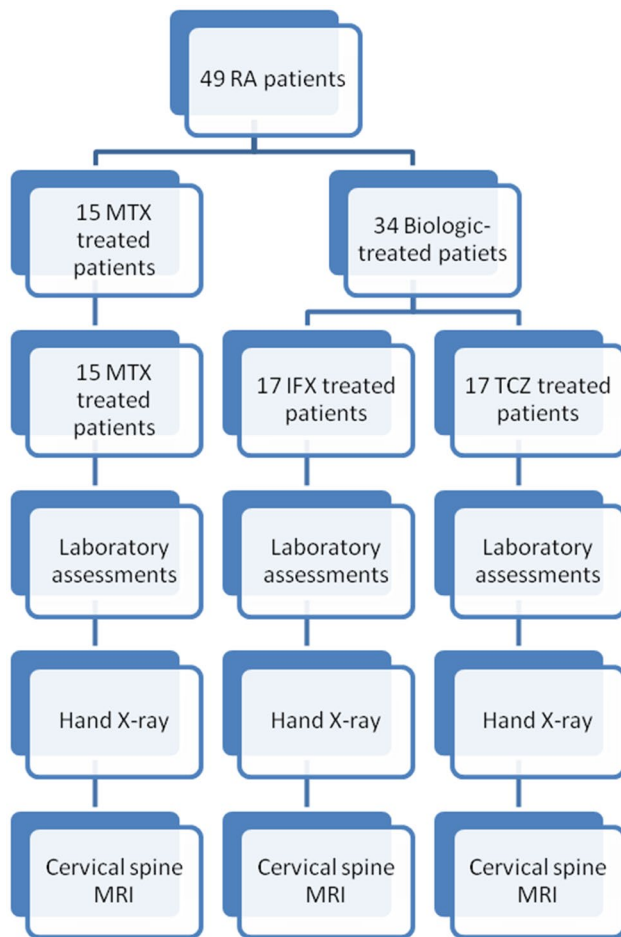 49 RA patients
15 MTX
treated
patients
34 Biologic-
treated patiets
15 MTX
treated
patients
17 IFX treated
patients
17 TCZ treated
patients
Laboratory
assessments
Laboratory
assessments
Laboratory
assessments
Hand X-ray
Hand X-ray
Hand X-ray
Cervical spine
MRI
Cervical spine
MRI
Cervical spine
MRI